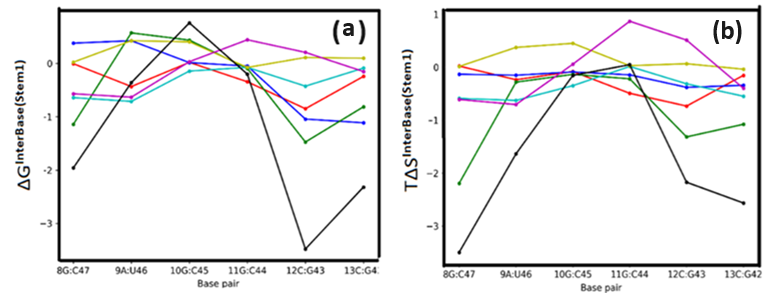 (a)
ΔG^InterBase(Stem1)
0
−1
−2
−3
8G:C47 9A:U46 10G:C45 11G:C44 12C:G43 13C:G4
Base pair
(b)
TΔS^InterBase(Stem1)
1
0
−1
−2
−3
8G:C47 9A:U46 10G:C45 11G:C44 12C:G43 13C:G42
Base pair